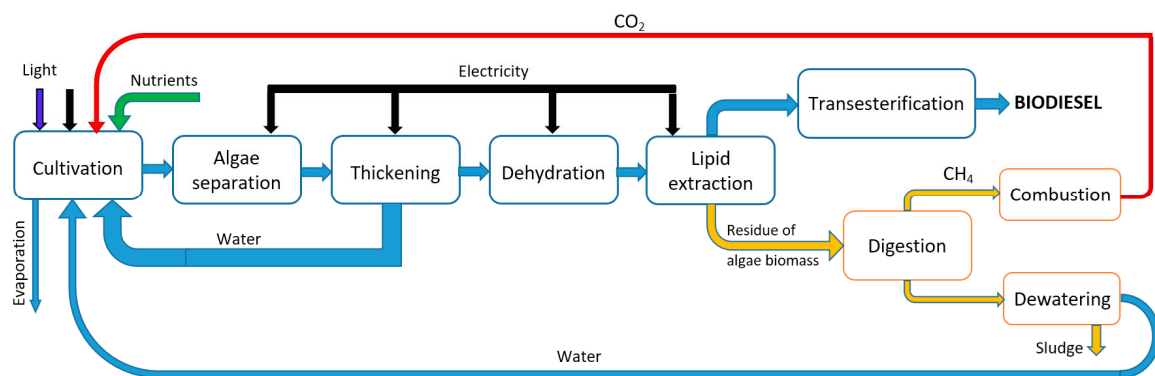 CO₂
Light
Nutrients
Electricity
Cultivation
Algae
separation
Thickening
Dehydration
Lipid
extraction
Transesterification
BIODIESEL
CH₄
Combustion
Water
Residue of
algae biomass
Digestion
Evaporation
Dewatering
Sludge
Water